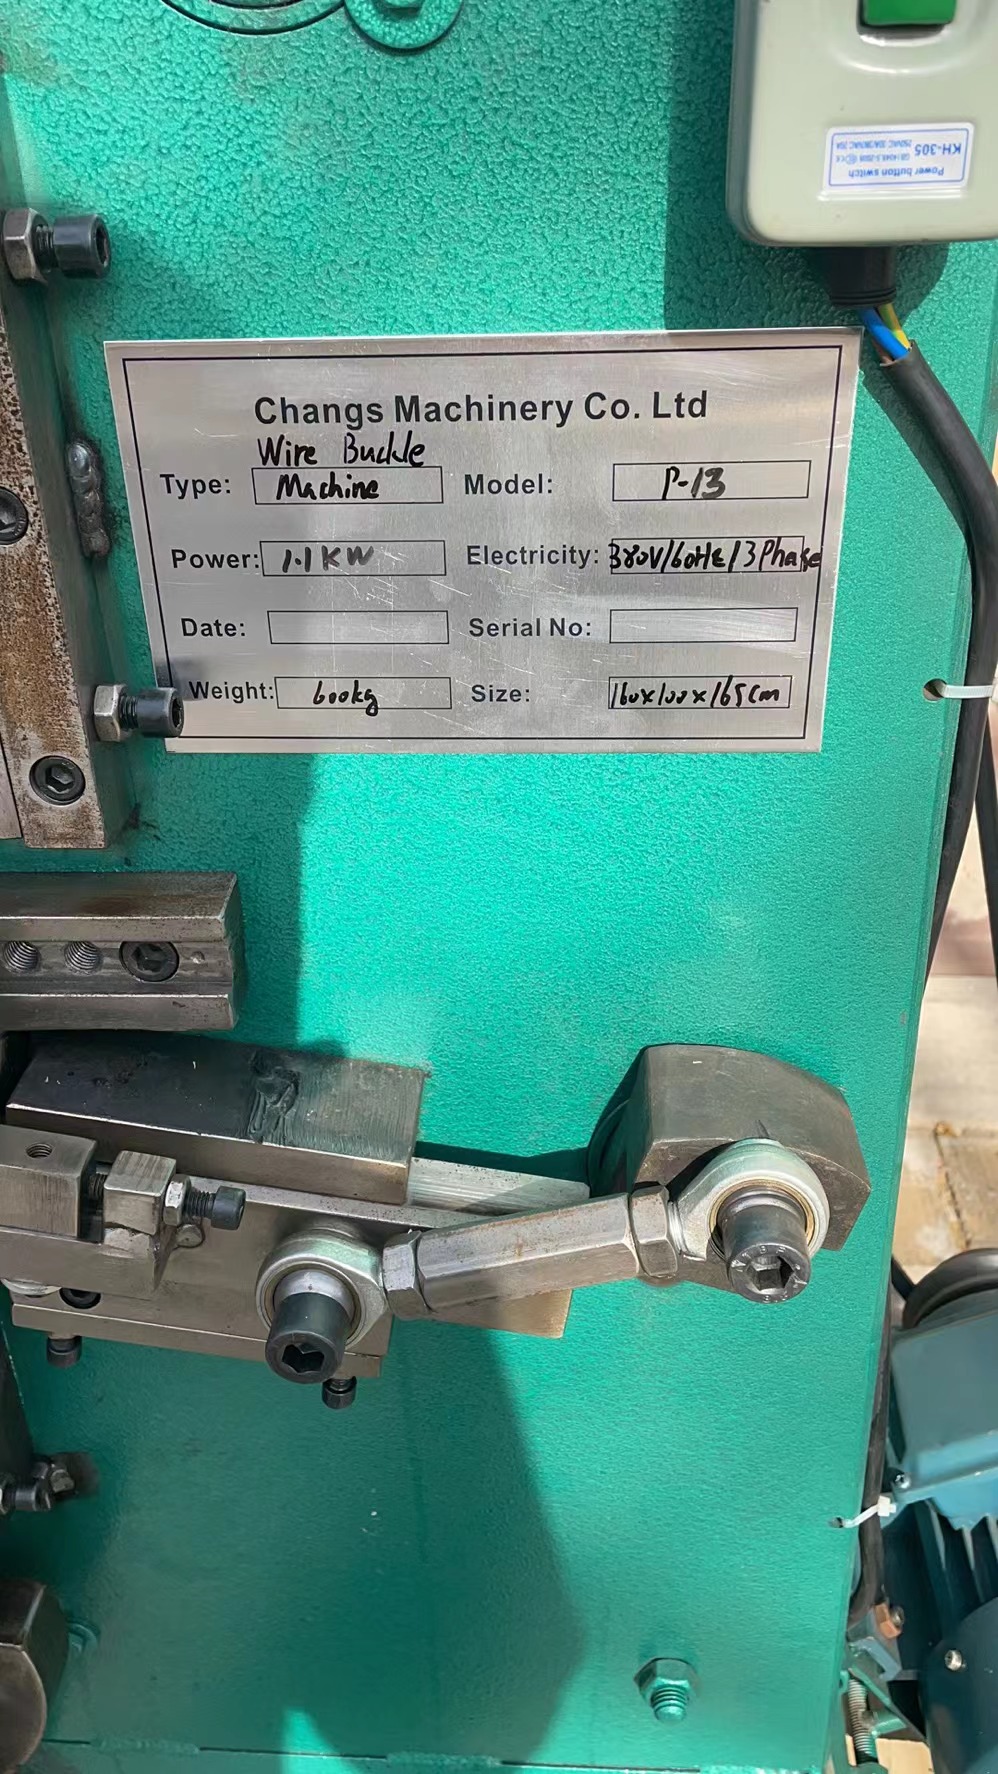 Power button switch
KH-305
Changs Machinery Co. Ltd
Wire Buckle
Type: Machine Model: P-13
Power: 1.1KW Electricity: 380V/60Hz/3Phase
Date: Serial No:
Weight: 600kg Size: 160x100x165cm